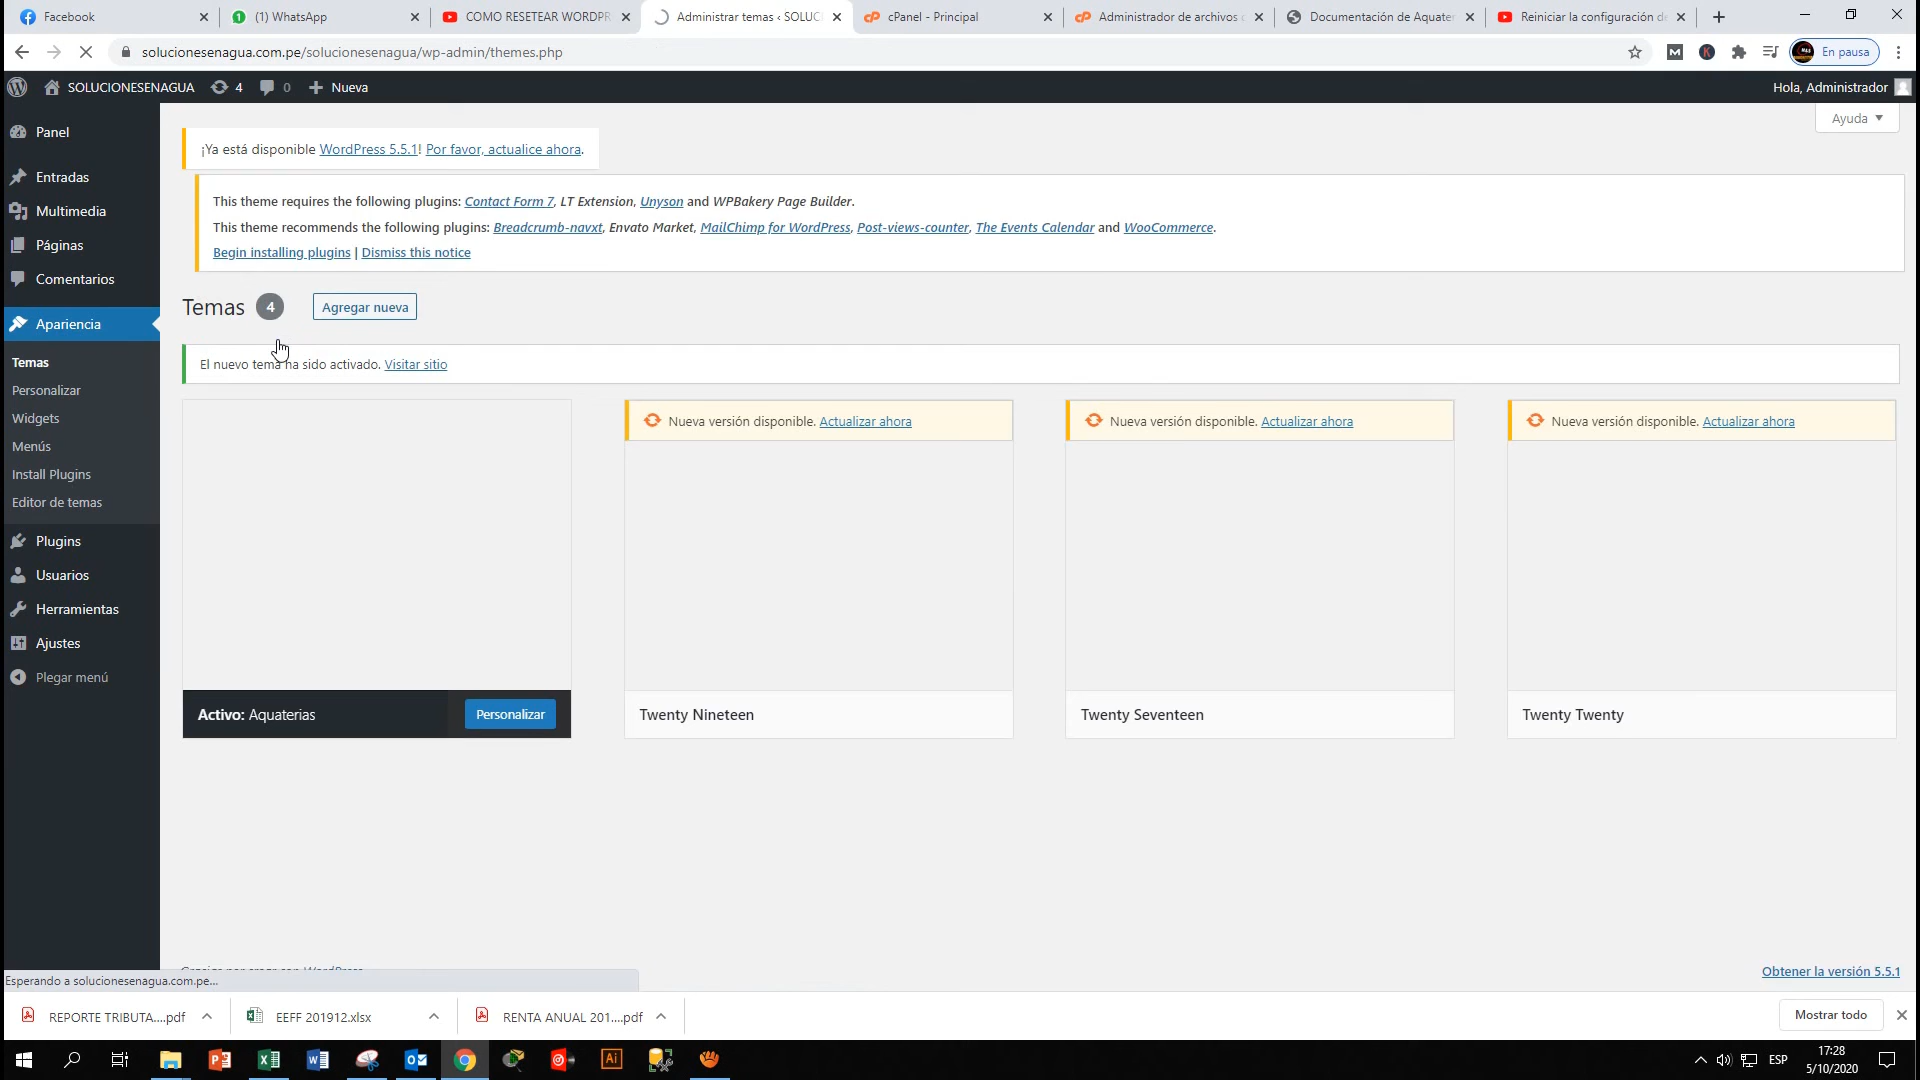 Facebook
(1) WhatsApp
COMO RESETEAR WORDPR
Administrar temas ‹ SOLUCI
cPanel - Principal
Administrador de archivos c
Documentación de Aquate
Reiniciar la configuración de
solucionesenagua.com.pe/solucionesenagua/wp-admin/themes.php
En pausa
SOLUCIONESENAGUA
4
0
Nueva
Hola, Administrador
Ayuda
Panel
Entradas
Multimedia
Páginas
Comentarios
Apariencia
Temas
Personalizar
Widgets
Menús
Install Plugins
Editor de temas
Plugins
Usuarios
Herramientas
Ajustes
Plegar menú
¡Ya está disponible WordPress 5.5.1! Por favor, actualice ahora.
This theme requires the following plugins: Contact Form 7, LT Extension, Unyson and WPBakery Page Builder.
This theme recommends the following plugins: Breadcrumb-navxt, Envato Market, MailChimp for WordPress, Post-views-counter, The Events Calendar and WooCommerce.
Begin installing plugins | Dismiss this notice
Temas 4 Agregar nueva
El nuevo tema ha sido activado. Visitar sitio
Nueva versión disponible. Actualizar ahora
Nueva versión disponible. Actualizar ahora
Nueva versión disponible. Actualizar ahora
Activo: Aquaterias
Personalizar
Twenty Nineteen
Twenty Seventeen
Twenty Twenty
Obtener la versión 5.5.1
Esperando a solucionesenagua.com.pe...
REPORTE TRIBUTA....pdf
EEFF 201912.xlsx
RENTA ANUAL 201....pdf
Mostrar todo
ESP
17:28
5/10/2020